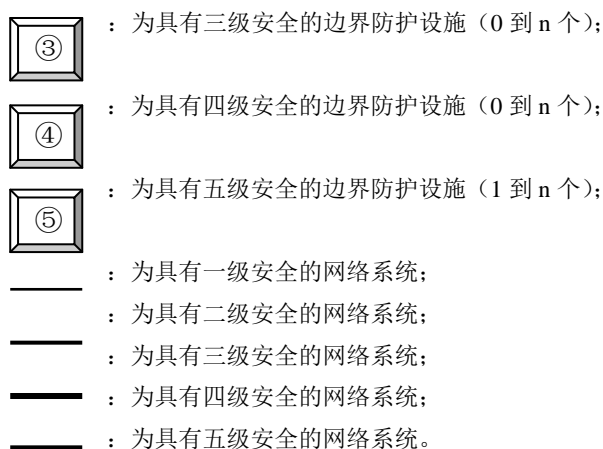 ③ ：为具有三级安全的边界防护设施（0 到 n 个）；
④ ：为具有四级安全的边界防护设施（0 到 n 个）；
⑤ ：为具有五级安全的边界防护设施（1 到 n 个）；
：为具有一级安全的网络系统；
：为具有二级安全的网络系统；
：为具有三级安全的网络系统；
：为具有四级安全的网络系统；
：为具有五级安全的网络系统。